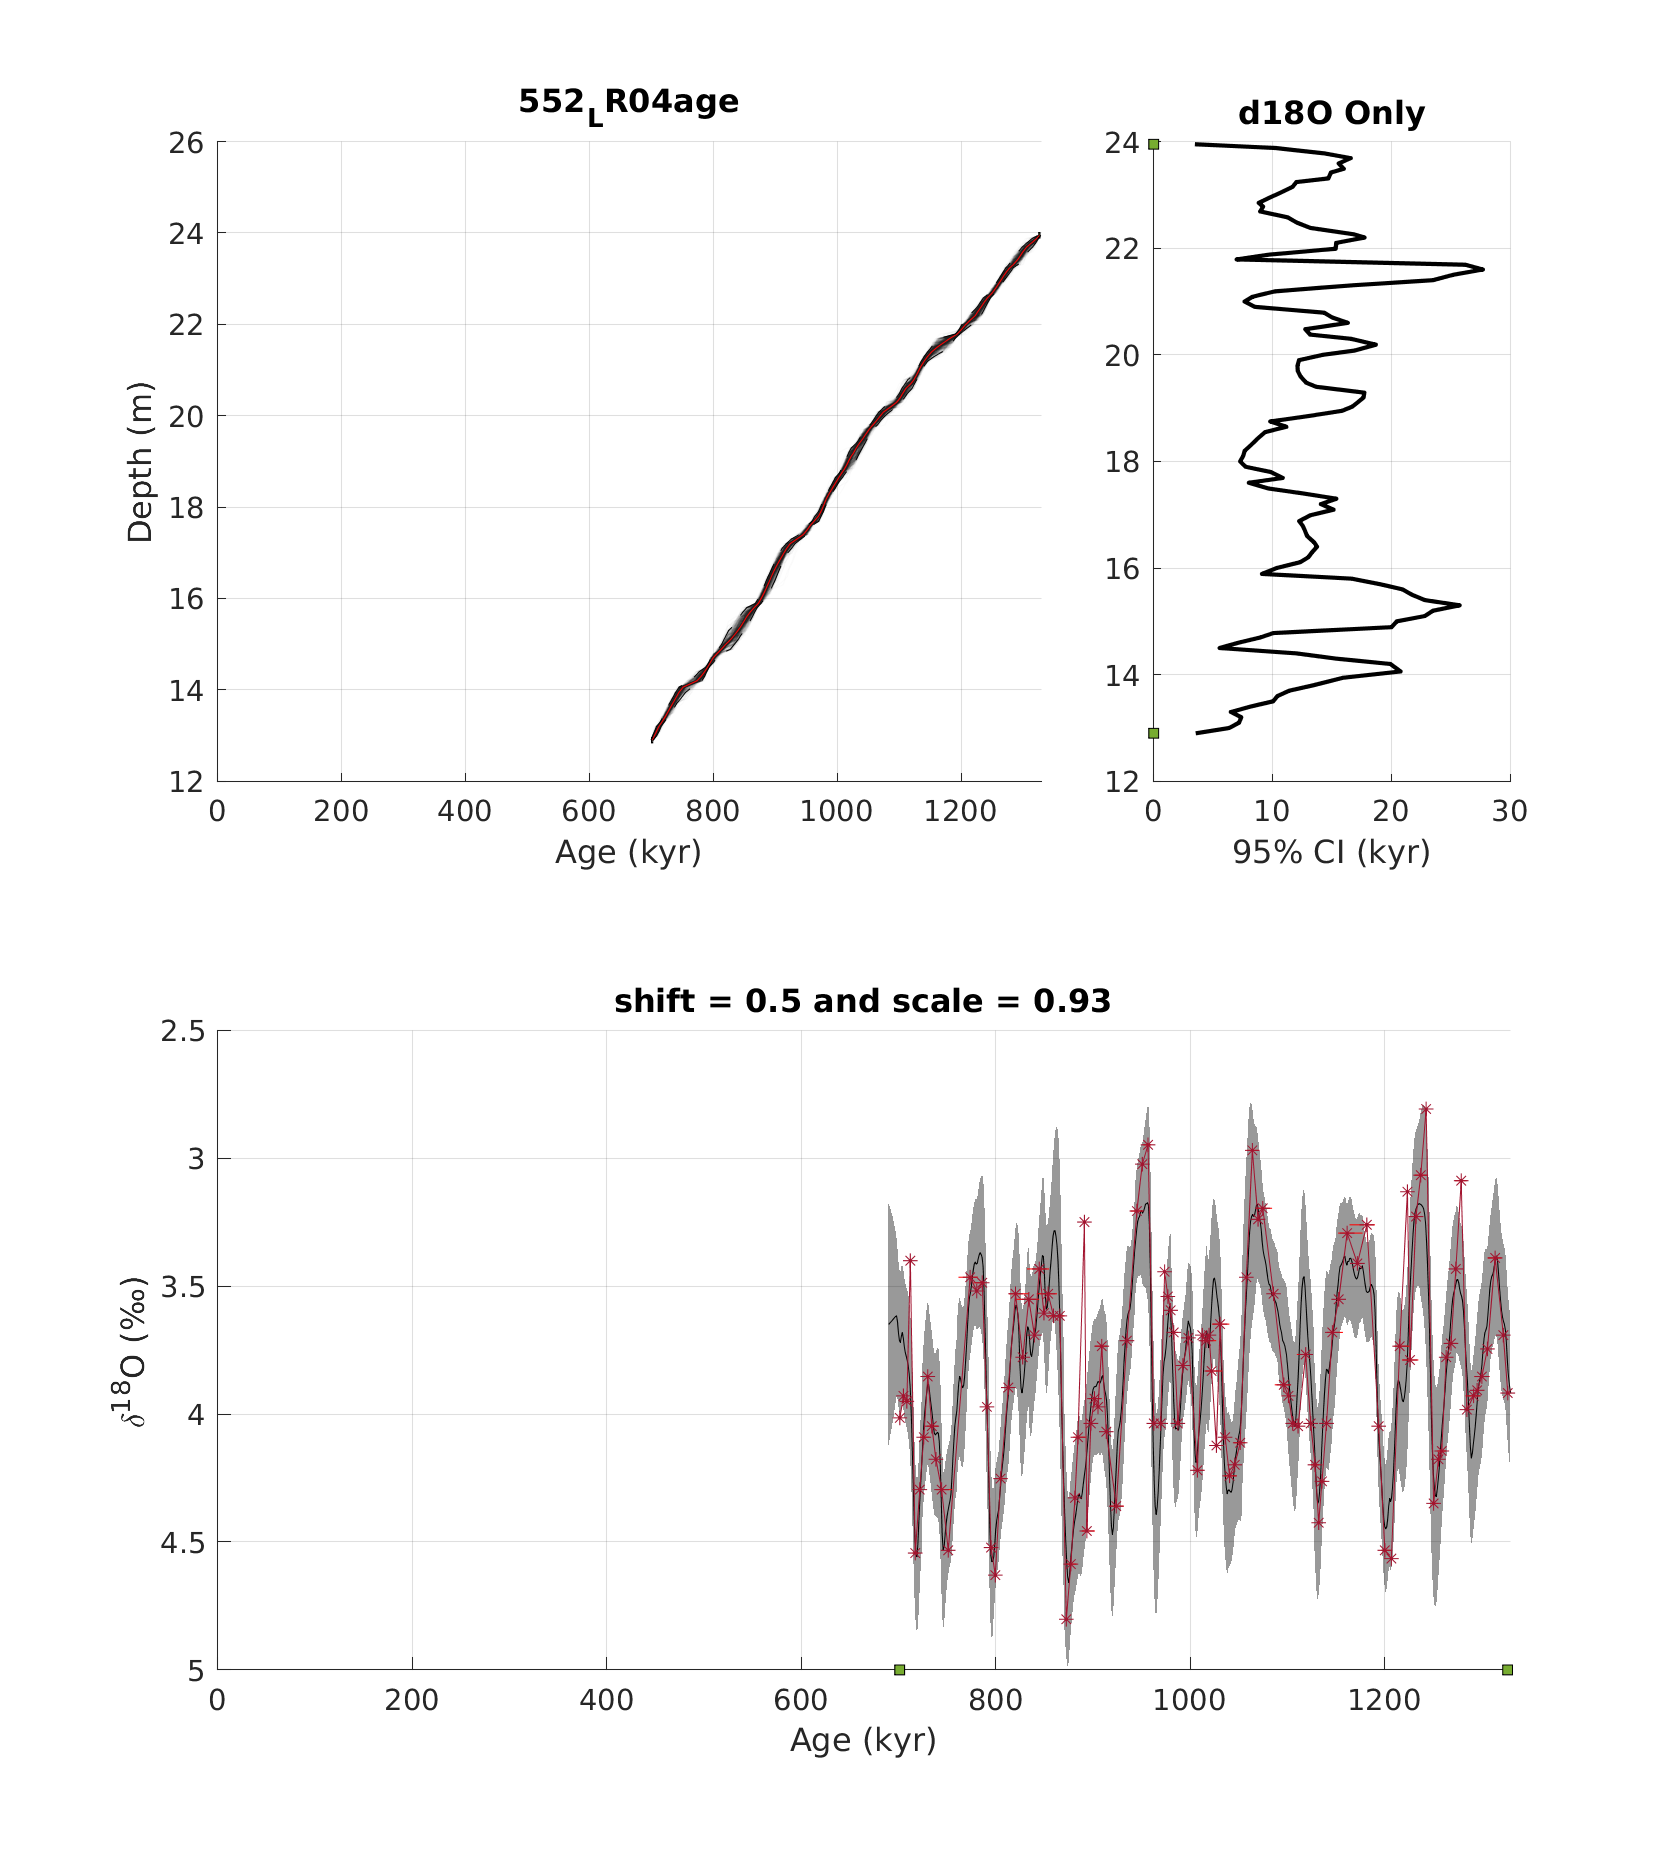 552LR04age
26
24
22
20
18
16
14
12
0 200 400 600 800 1000 1200
Depth (m)
Age (kyr)
d18O Only
24
22
20
18
16
14
12
0 10 20 30
95% CI (kyr)
shift = 0.5 and scale = 0.93
2.5
3
3.5
4
4.5
5
0 200 400 600 800 1000 1200
δ18O (‰)
Age (kyr)